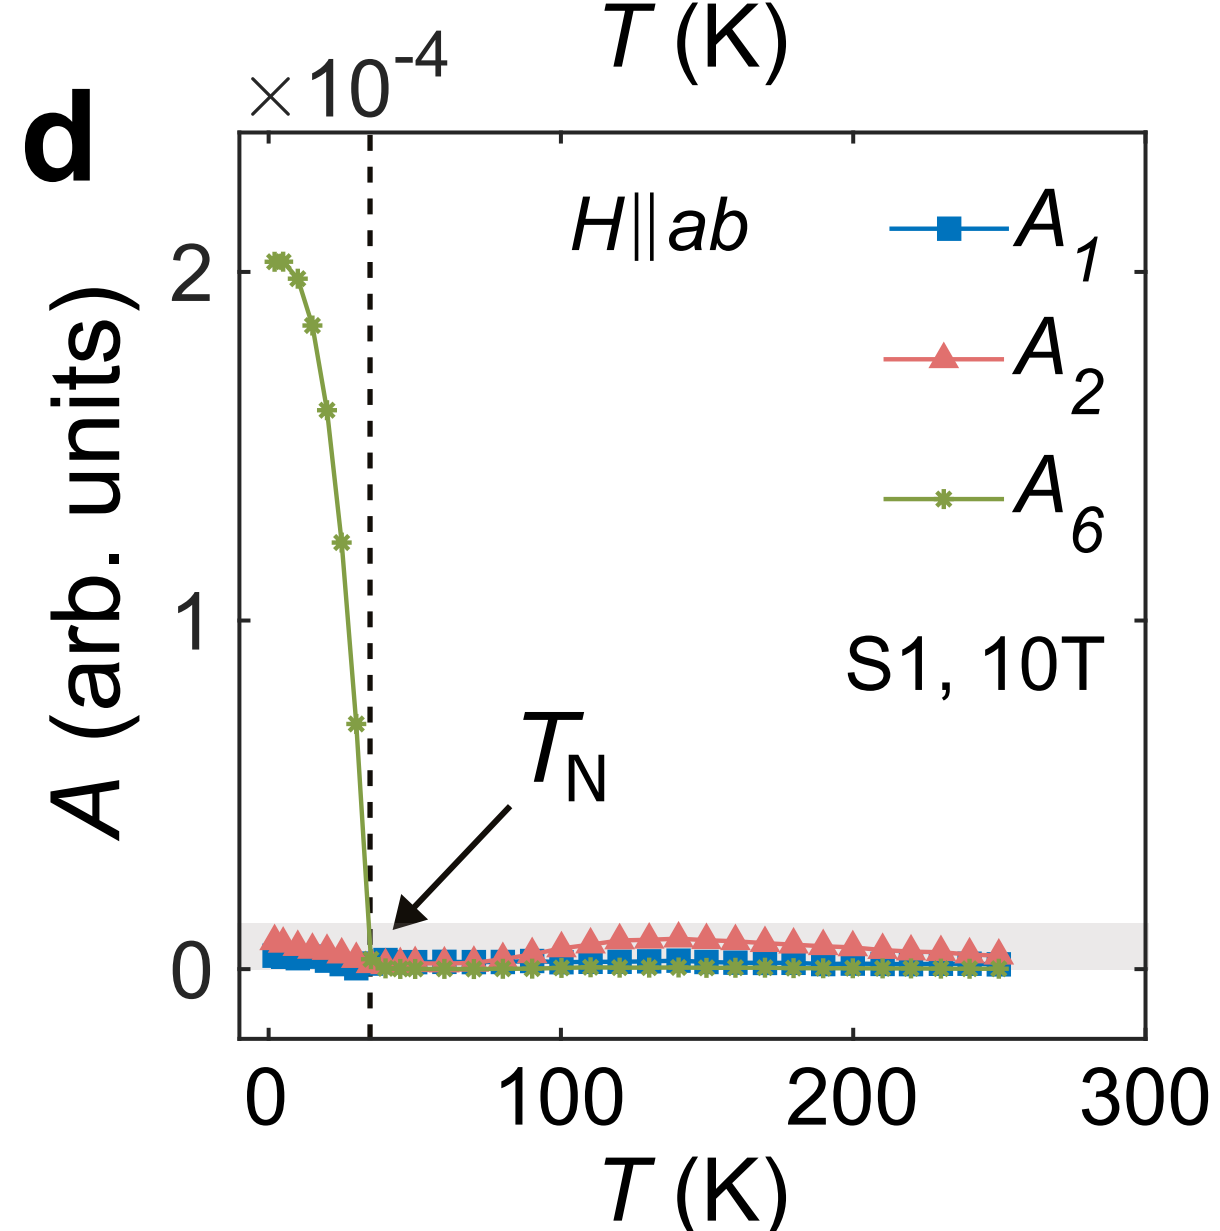 T (K)
×10-4
d
H||ab
A1
A2
A6
S1, 10T
TN
A (arb. units)
2
1
0
0 100 200 300
T (K)